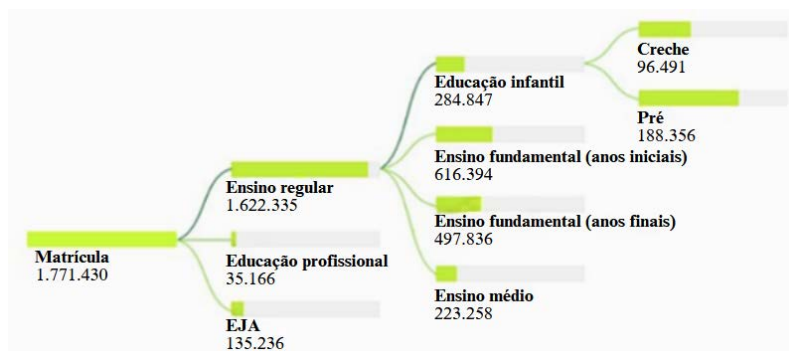 Matrícula
1.771.430
Ensino regular
1.622.335
Educação profissional
35.166
EJA
135.236
Educação infantil
284.847
Ensino fundamental (anos iniciais)
616.394
Ensino fundamental (anos finais)
497.836
Ensino médio
223.258
Creche
96.491
Pré
188.356